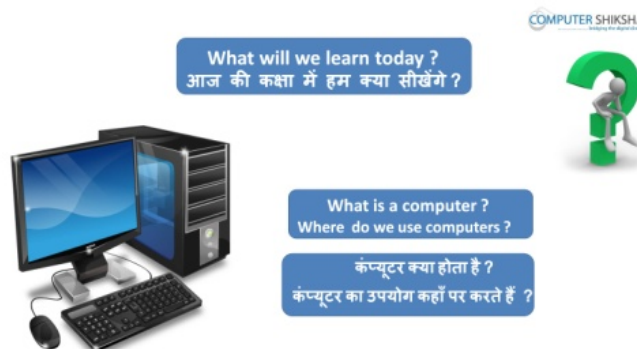 COMPUTER SHIKSHA
What will we learn today ?
आज की कक्षा में हम क्या सीखेंगे ?
What is a computer ?
Where do we use computers ?
कंप्यूटर क्या होता है ?
कंप्यूटर का उपयोग कहाँ पर करते हैं ?